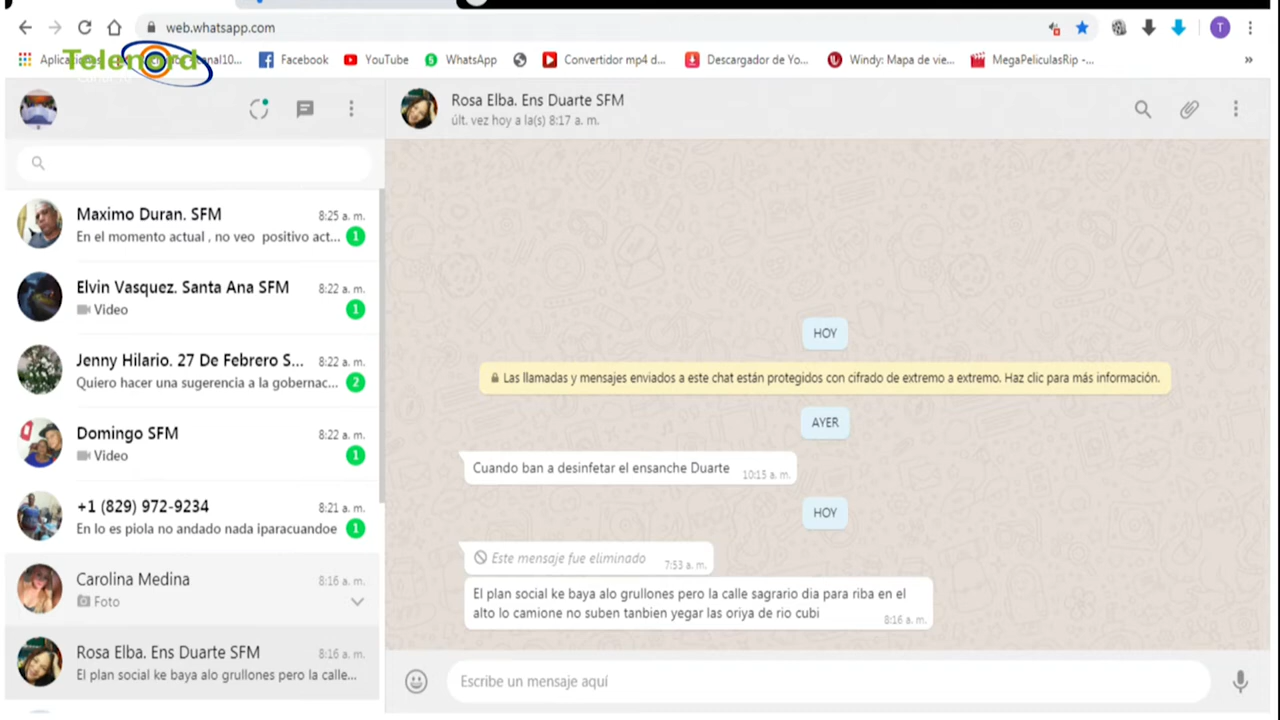 web.whatsapp.com
T
Telenord
Canal 10
Facebook
YouTube
WhatsApp
Convertidor mp4 d...
Descargador de Yo...
Windy: Mapa de vie...
MegaPeliculasRip -...
»
Rosa Elba. Ens Duarte SFM
últ. vez hoy a la(s) 8:17 a. m.
Maximo Duran. SFM
8:25 a. m.
En el momento actual , no veo positivo act...
1
Elvin Vasquez. Santa Ana SFM
8:22 a. m.
Video
1
Jenny Hilario. 27 De Febrero S...
8:22 a. m.
Quiero hacer una sugerencia a la gobernac...
2
Domingo SFM
8:22 a. m.
Video
1
+1 (829) 972-9234
8:21 a. m.
En lo es piola no andado nada iparacuandoe
1
Carolina Medina
8:16 a. m.
Foto
Rosa Elba. Ens Duarte SFM
8:16 a. m.
El plan social ke baya alo grullones pero la calle...
HOY
Las llamadas y mensajes enviados a este chat están protegidos con cifrado de extremo a extremo. Haz clic para más información.
AYER
Cuando ban a desinfetar el ensanche Duarte
10:15 a. m.
HOY
Este mensaje fue eliminado
7:53 a. m.
El plan social ke baya alo grullones pero la calle sagrario dia para riba en el
alto lo camione no suben tanbien yegar las oriya de rio cubi
8:16 a. m.
Escribe un mensaje aquí